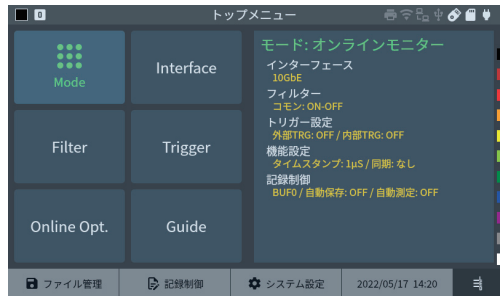 0
トップメニュー
Mode
Interface
Filter
Trigger
Online Opt.
Guide
モード: オンラインモニター
インターフェース
10GbE
フィルター
コモン: ON-OFF
トリガー設定
外部TRG: OFF / 内部TRG: OFF
機能設定
タイムスタンプ: 1μS / 同期: なし
記録制御
BUF0 / 自動保存: OFF / 自動測定: OFF
ファイル管理
記録制御
システム設定
2022/05/17 14:20